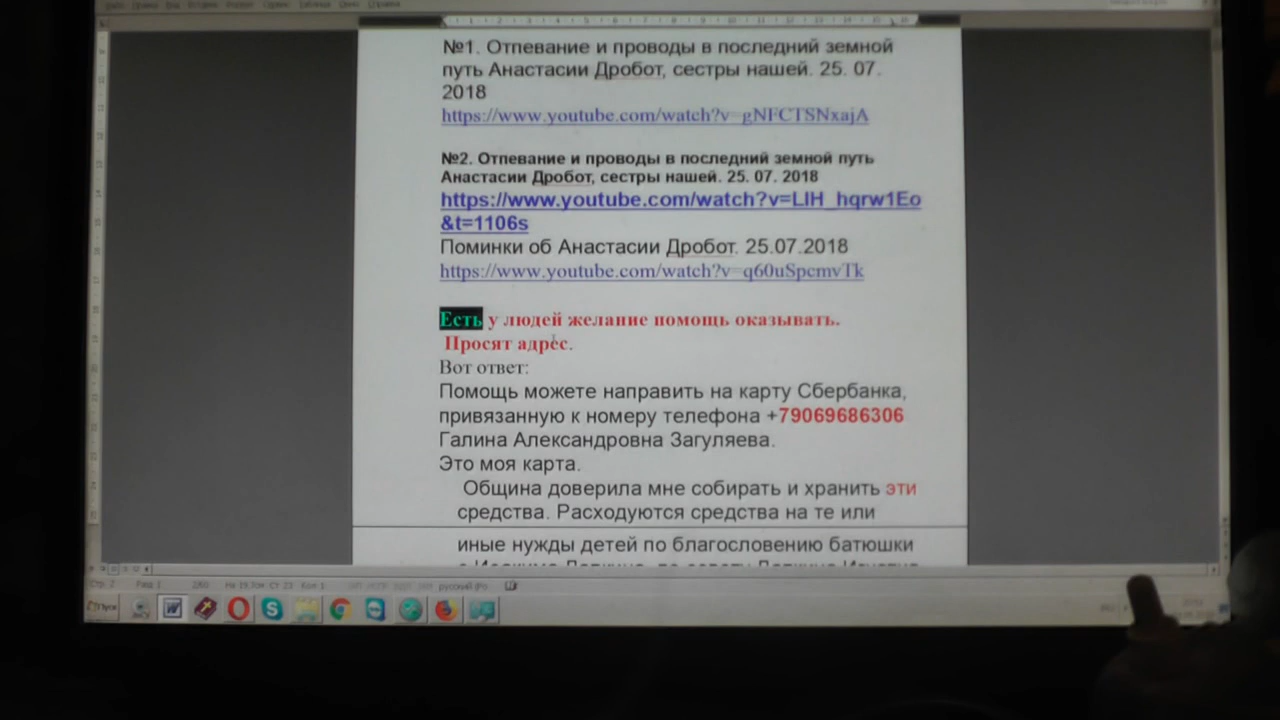 №1. Отпевание и проводы в последний земной
путь Анастасии Дробот, сестры нашей. 25. 07.
2018
https://www.youtube.com/watch?v=gNFCTSNxajA
№2. Отпевание и проводы в последний земной путь
Анастасии Дробот, сестры нашей. 25. 07. 2018
https://www.youtube.com/watch?v=LIH_hqrw1Eo
&t=1106s
Поминки об Анастасии Дробот. 25.07.2018
https://www.youtube.com/watch?v=q60uSpcmvTk
Есть у людей желание помощь оказывать.
Просят адрес.
Вот ответ:
Помощь можете направить на карту Сбербанка,
привязанную к номеру телефона +79069686306
Галина Александровна Загуляева.
Это моя карта.
Община доверила мне собирать и хранить эти
средства. Расходуются средства на те или
иные нужды детей по благословению батюшки
Пуск